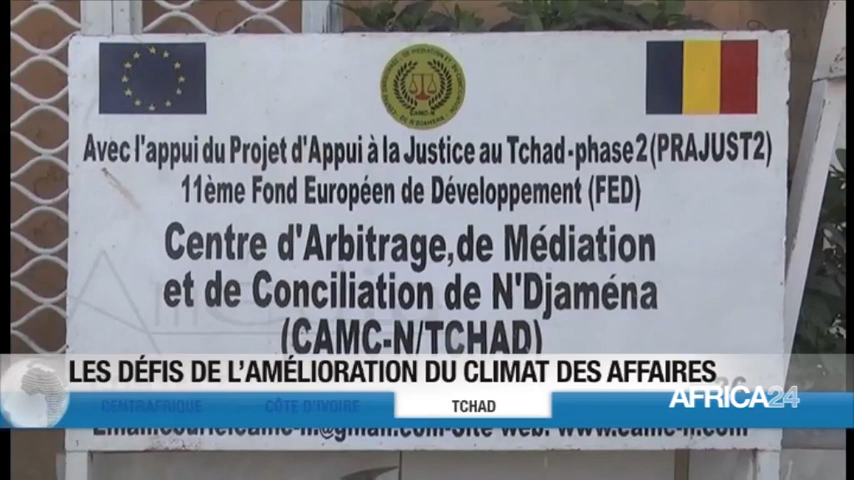 CAMC-N
Avec l'appui du Projet d'Appui à la Justice au Tchad-phase2(PRAJUST2)
11ème Fond Européen de Développement (FED)
Centre d'Arbitrage,de Médiation
et de Conciliation de N'Djaména
(CAMC-N/TCHAD)
LES DÉFIS DE L'AMÉLIORATION DU CLIMAT DES AFFAIRES
AFRICA24
CENTRAFRIQUE CÔTE D'IVOIRE TCHAD